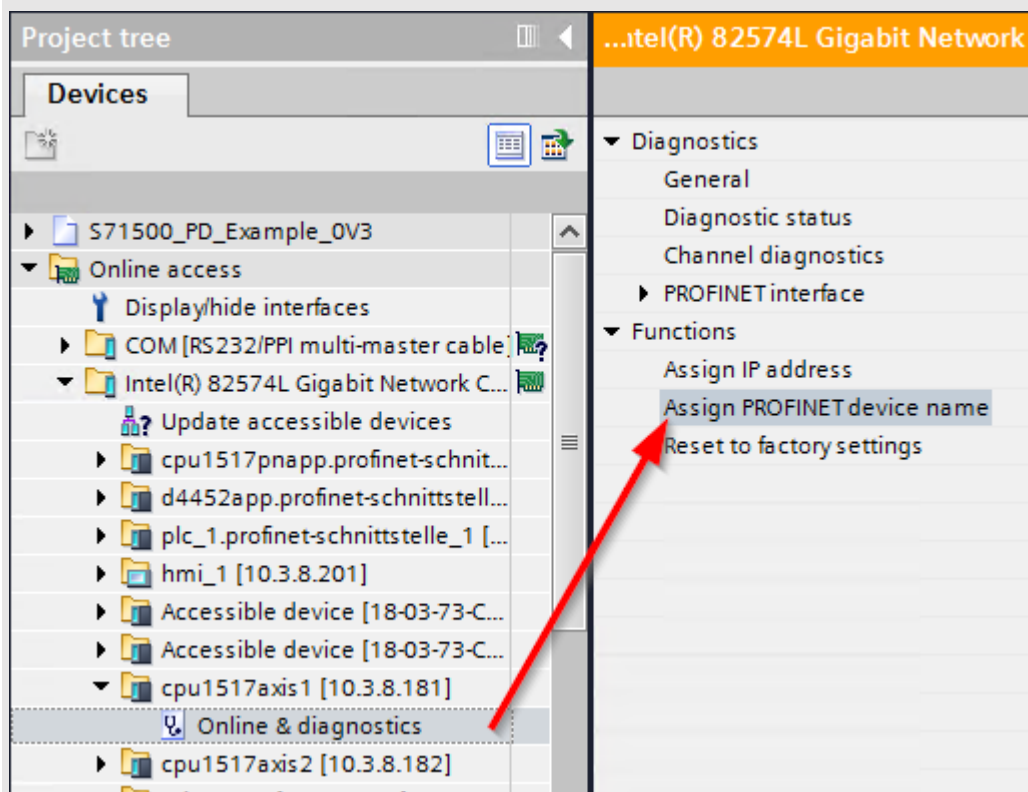 Project tree
Devices
S71500_PD_Example_0V3
Online access
Display/hide interfaces
COM [RS232/PPI multi-master cable]
Intel(R) 82574L Gigabit Network C...
Update accessible devices
cpu1517pnapp.profinet-schnit...
d4452app.profinet-schnittstell...
plc_1.profinet-schnittstelle_1 [...
hmi_1 [10.3.8.201]
Accessible device [18-03-73-C...
Accessible device [18-03-73-C...
cpu1517axis1 [10.3.8.181]
Online & diagnostics
cpu1517axis2 [10.3.8.182]
...ıtel(R) 82574L Gigabit Network
Diagnostics
General
Diagnostic status
Channel diagnostics
PROFINET interface
Functions
Assign IP address
Assign PROFINET device name
Reset to factory settings